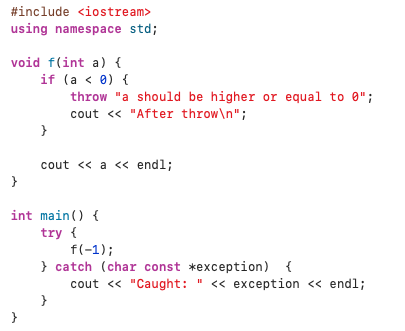 #include <iostream>
using namespace std;

void f(int a) {
    if (a < 0) {
        throw "a should be higher or equal to 0";
        cout << "After throw\n";
    }

    cout << a << endl;
}

int main() {
    try {
        f(-1);
    } catch (char const *exception)  {
        cout << "Caught: " << exception << endl;
    }
}